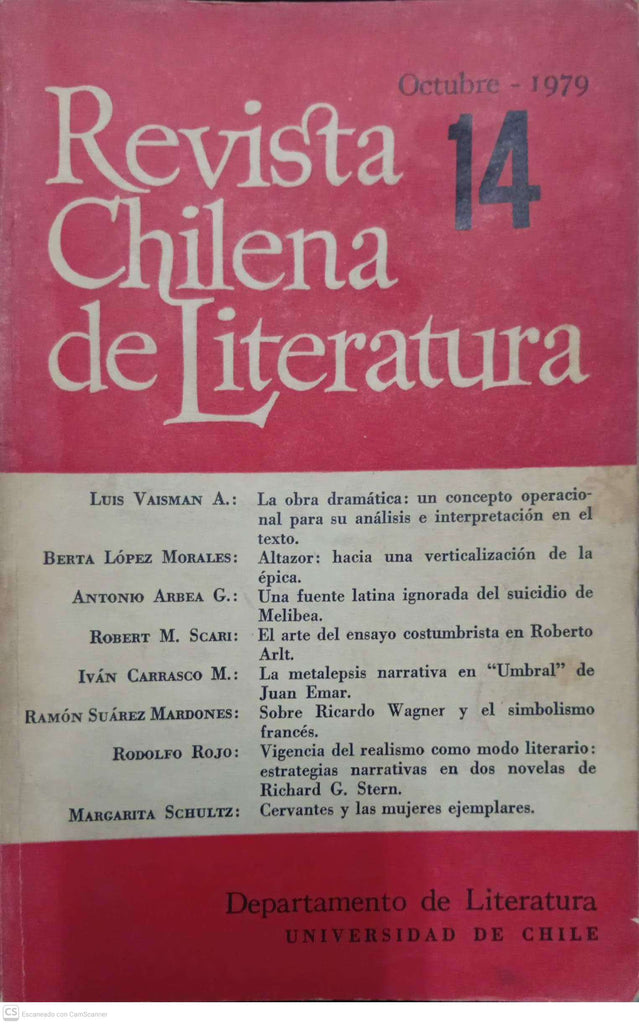 Octubre - 1979
14
Revista
Chilena
de Literatura
LUIS VAISMAN A.: La obra dramática: un concepto operacio-
nal para su análisis e interpretación en el
texto.
BERTA LÓPEZ MORALES: Altazor: hacia una verticalización de la
épica.
ANTONIO ARBEA G.: Una fuente latina ignorada del suicidio de
Melibea.
ROBERT M. SCARI: El arte del ensayo costumbrista en Roberto
Arlt.
IVÁN CARRASCO M.: La metalepsis narrativa en “Umbral” de
Juan Emar.
RAMÓN SUÁREZ MARDONES: Sobre Ricardo Wagner y el simbolismo
francés.
RODOLFO ROJO: Vigencia del realismo como modo literario:
estrategias narrativas en dos novelas de
Richard G. Stern.
MARGARITA SCHULTZ: Cervantes y las mujeres ejemplares.
Departamento de Literatura
UNIVERSIDAD DE CHILE
CS Escaneado con CamScanner